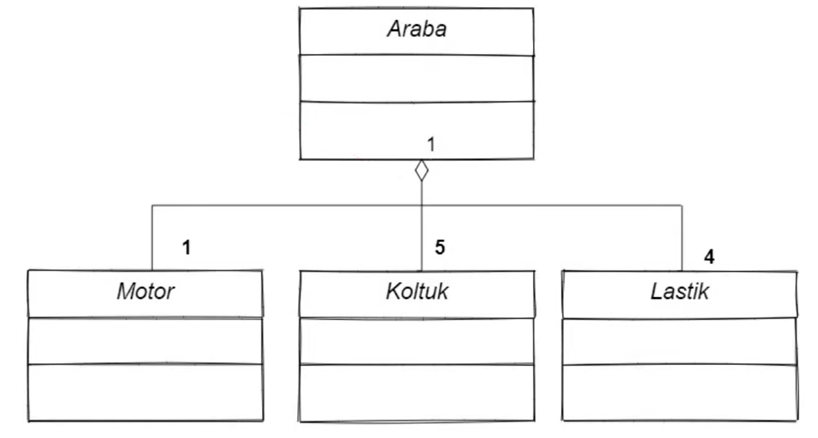 Araba
1
1
5
4
Motor
Koltuk
Lastik